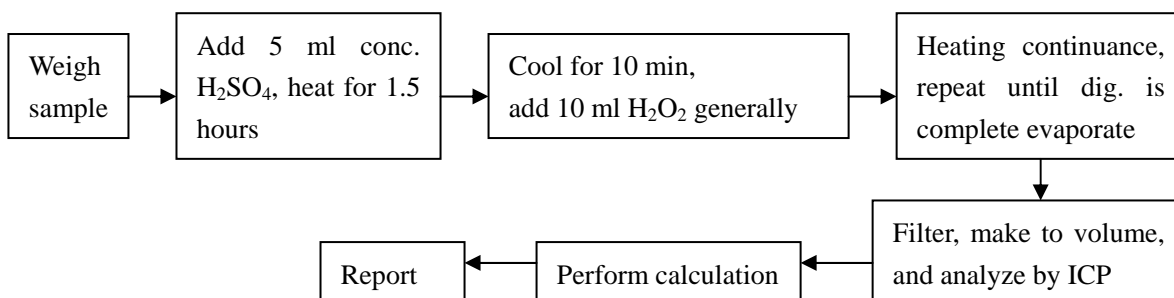 Weigh
sample
Add 5 ml conc.
H₂SO₄, heat for 1.5
hours
Cool for 10 min,
add 10 ml H₂O₂ generally
Heating continuance,
repeat until dig. is
complete evaporate
Filter, make to volume,
and analyze by ICP
Perform calculation
Report